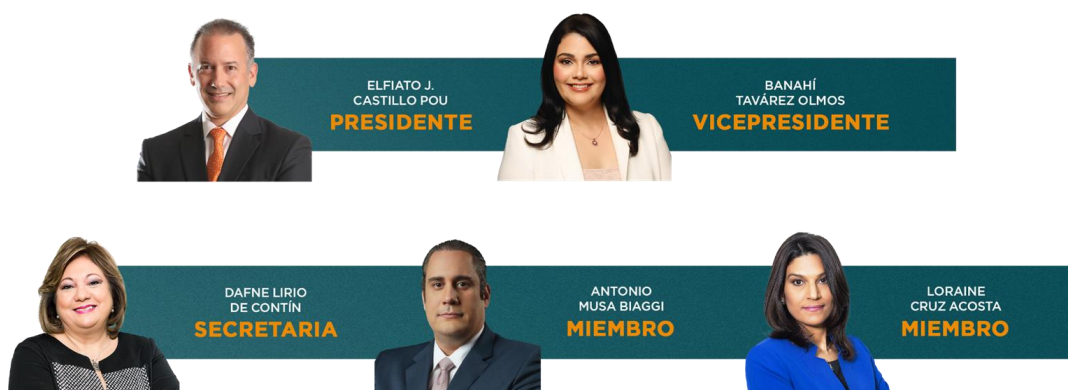 ELFIATO J.
CASTILLO POU
PRESIDENTE
BANAHÍ
TAVÁREZ OLMOS
VICEPRESIDENTE
DAFNE LIRIO
DE CONTÍN
SECRETARIA
ANTONIO
MUSA BIAGGI
MIEMBRO
LORAINE
CRUZ ACOSTA
MIEMBRO